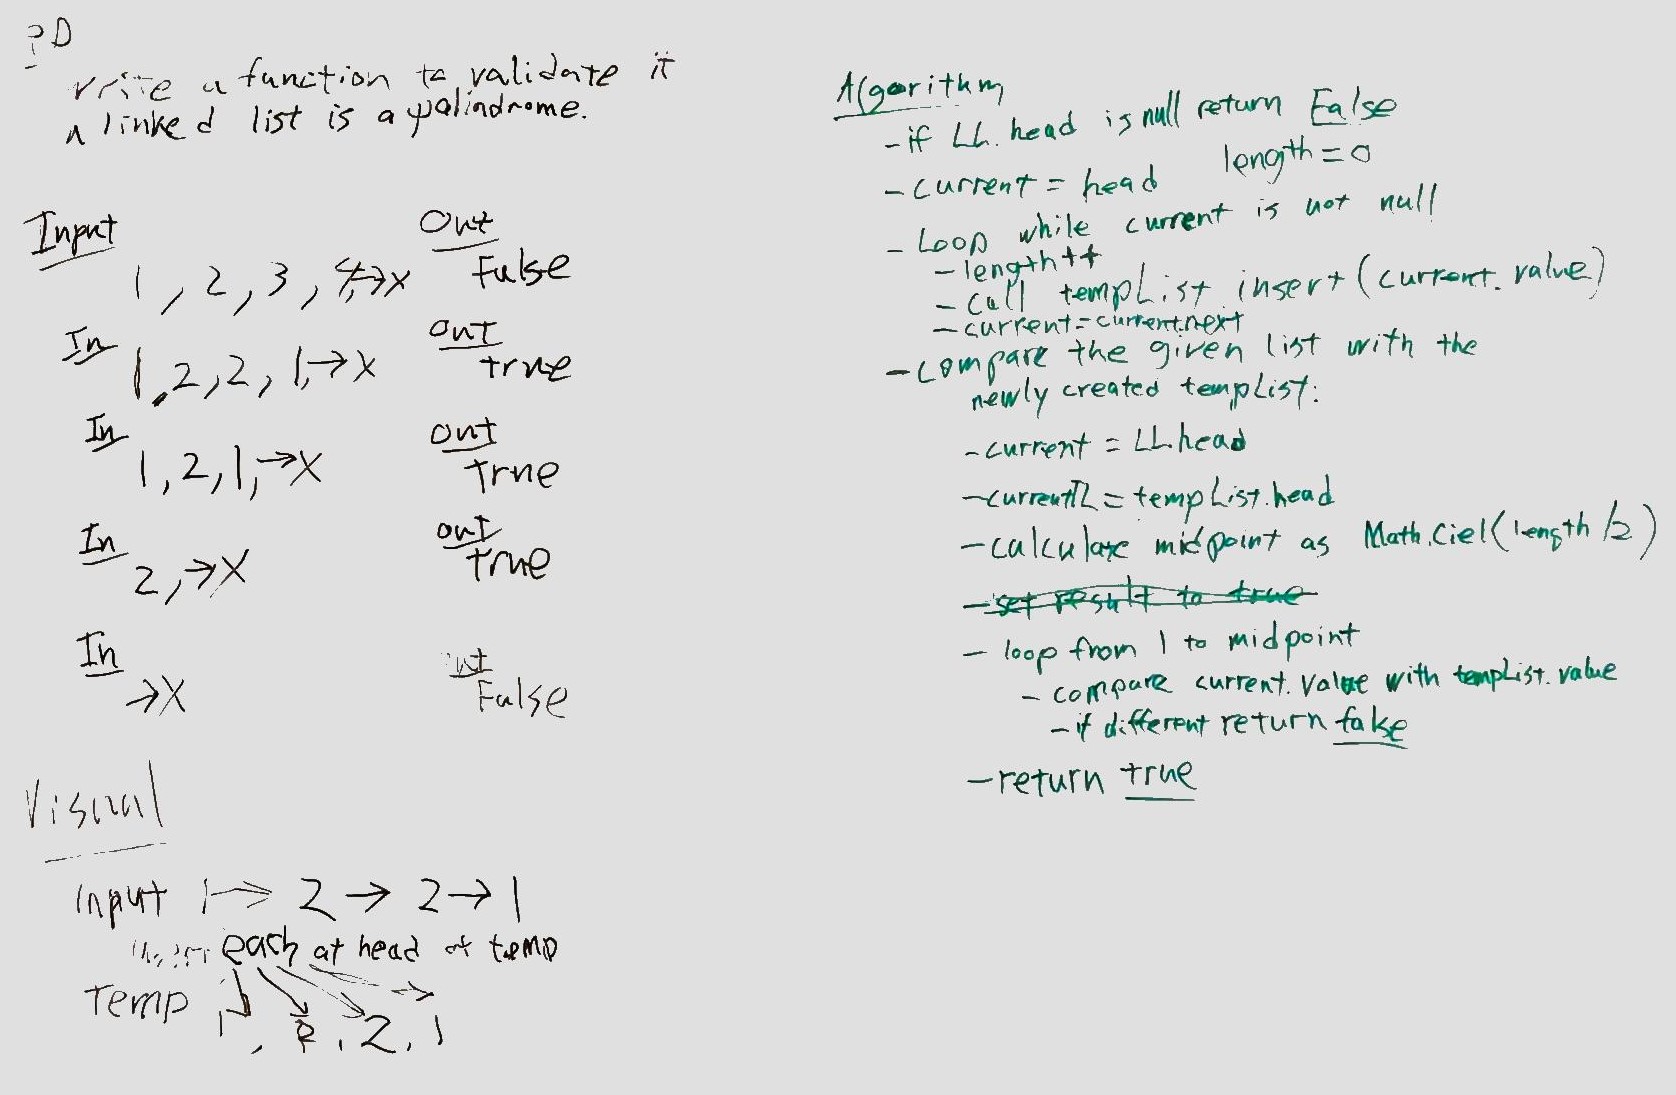 PD
write a function to validate if
a linked list is a palindrome.
Input
Out
1, 2, 3, 4,→X
False
In
out
1,2,2,1,→X
true
In
out
1,2,1,→X
true
In
out
2,→X
true
In
out
→X
False
Visual
Input 1→ 2 → 2→ 1
each at head of temp
Temp 1, 2, 2, 1
Algorithm
- if LL.head is null return False
- current = head length=0
- Loop while current is not null
- length++
- call tempList insert(current.value)
- current=current.next
- compare the given list with the
newly created tempList:
- current = LL.head
- currentTL = tempList.head
- calculate midpoint as Math.Ciel(length/2)
- set result to true
- loop from 1 to midpoint
- compare current.value with tempList.value
- if different return false
- return true